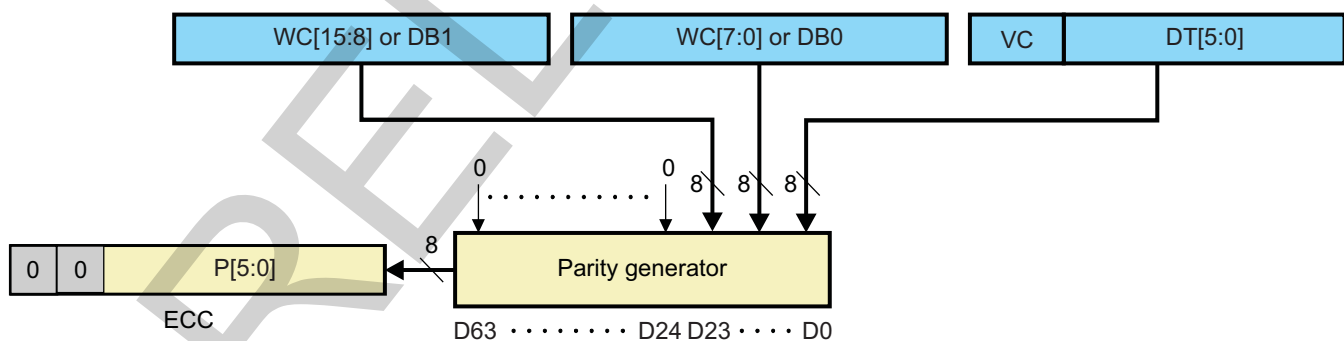 WC[15:8] or DB1
WC[7:0] or DB0
VC
DT[5:0]
0
0
8
8
8
0
0
P[5:0]
8
Parity generator
ECC
D63 · · · · · · · · D24 D23 · · · · D0